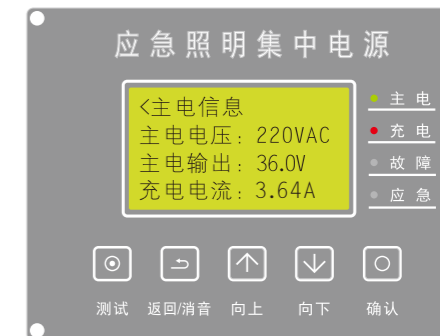 应急照明集中电源
<主电信息
主电电压：220VAC
主电输出：36.0V
充电电流：3.64A
主电
充电
故障
应急
测试 返回/消音 向上 向下 确认